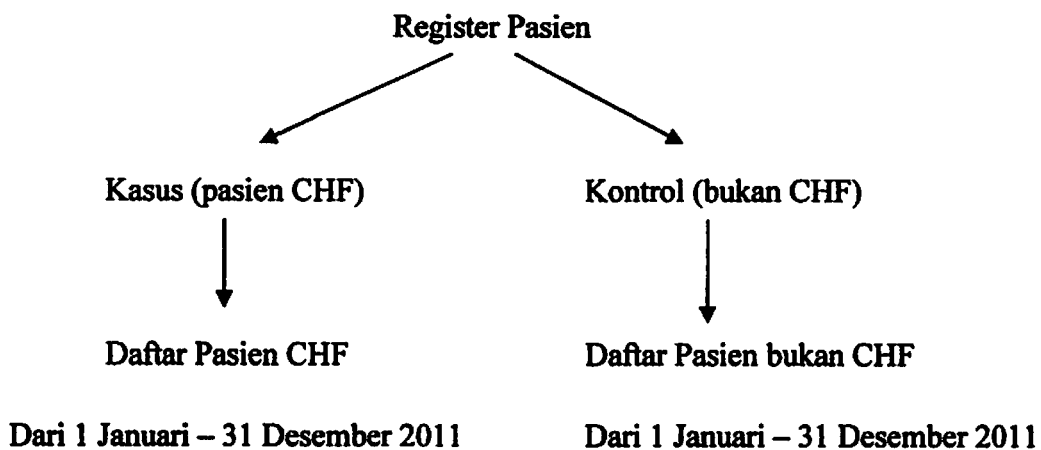 Register Pasien
Kasus (pasien CHF)
Kontrol (bukan CHF)
Daftar Pasien CHF
Daftar Pasien bukan CHF
Dari 1 Januari – 31 Desember 2011
Dari 1 Januari – 31 Desember 2011